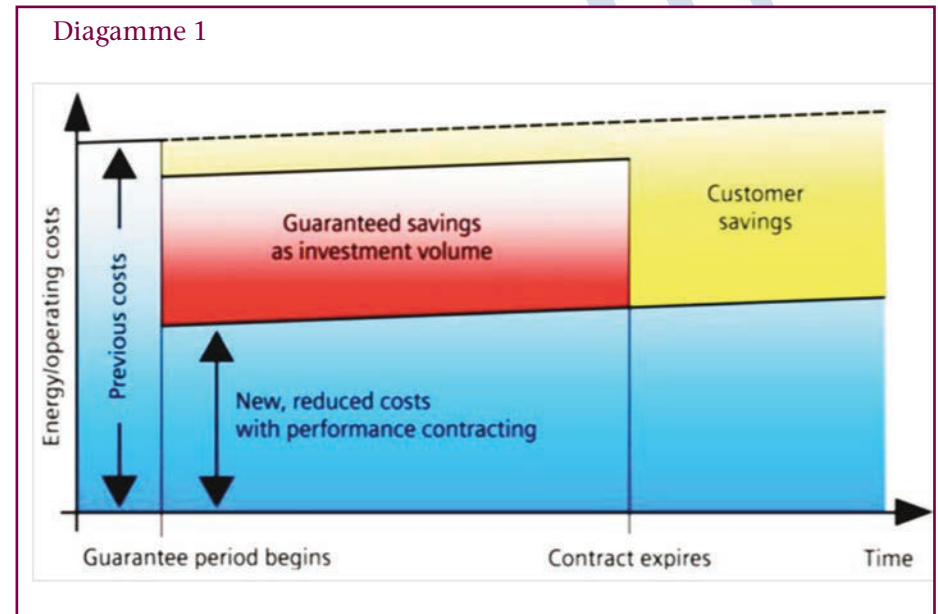 Diagamme 1
Energy/operating costs
Previous costs
Guaranteed savings
as investment volume
Customer
savings
New, reduced costs
with performance contracting
Guarantee period begins
Contract expires
Time